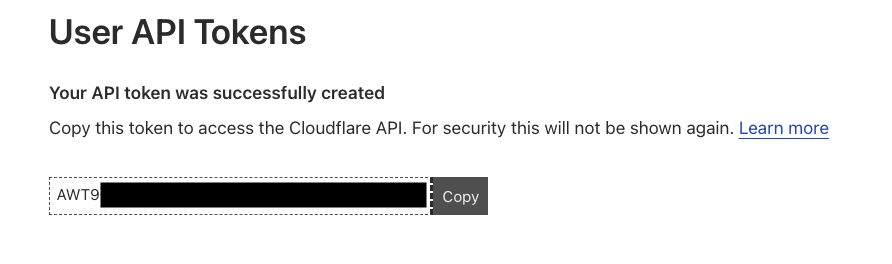 User API Tokens
Your API token was successfully created
Copy this token to access the Cloudflare API. For security this will not be shown again. Learn more
AWT9
Copy